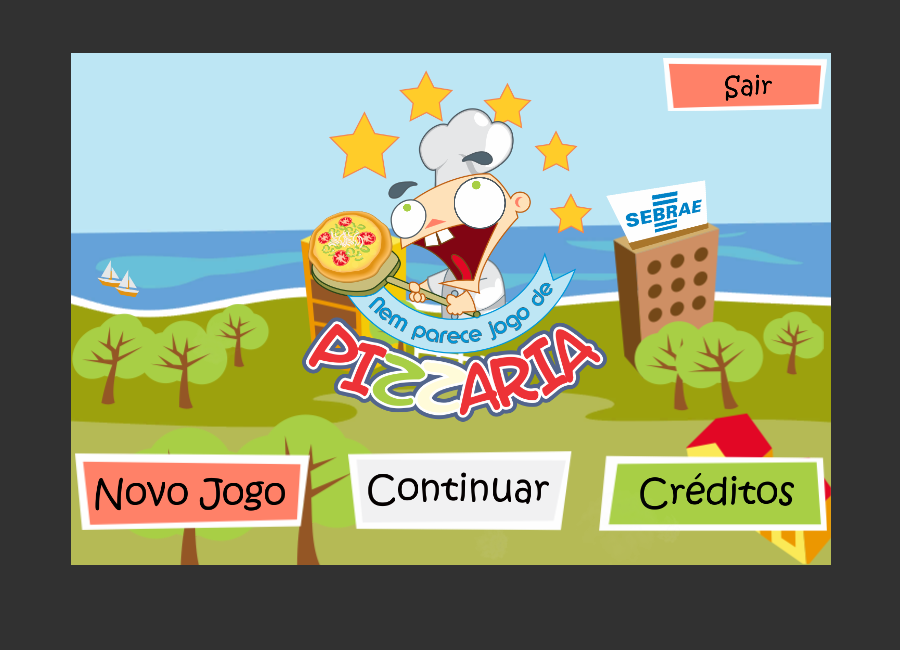 Sair
SEBRAE
Nem parece jogo de
PIZZARIA
Novo Jogo
Continuar
Créditos